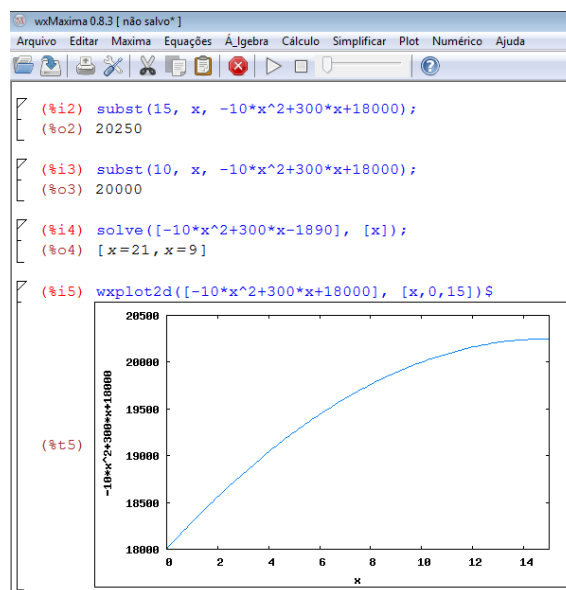 wxMaxima 0.8.3 [ não salvo* ]
Arquivo Editar Maxima Equações Á_lgebra Cálculo Simplificar Plot Numérico Ajuda
(%i2) subst(15, x, -10*x^2+300*x+18000);
(%o2) 20250
(%i3) subst(10, x, -10*x^2+300*x+18000);
(%o3) 20000
(%i4) solve([-10*x^2+300*x-1890], [x]);
(%o4) [x=21,x=9]
(%i5) wxplot2d([-10*x^2+300*x+18000], [x,0,15])$
(%t5)
-10*x^2+300*x+18000
20500
20000
19500
19000
18500
18000
0 2 4 6 8 10 12 14
x